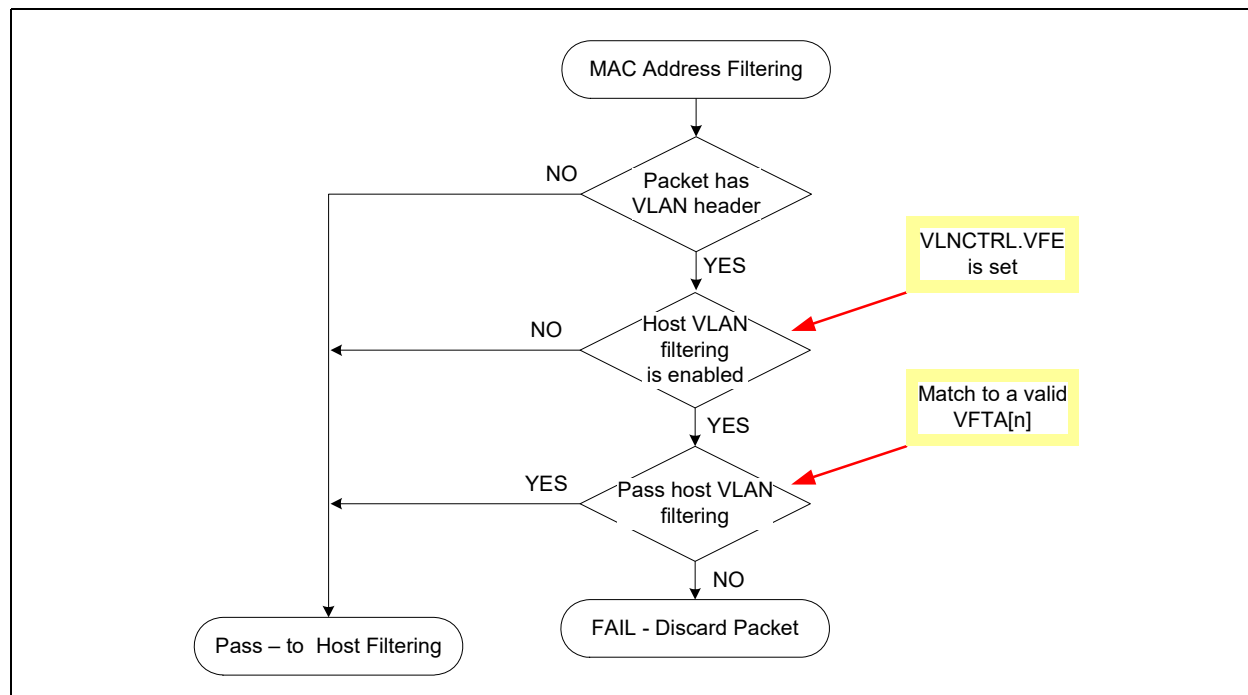 MAC Address Filtering
NO
Packet has
VLAN header
YES
VLNCTRL.VFE
is set
NO
Host VLAN
filtering
is enabled
YES
Match to a valid
VFTA[n]
YES
Pass host VLAN
filtering
NO
FAIL - Discard Packet
Pass – to Host Filtering